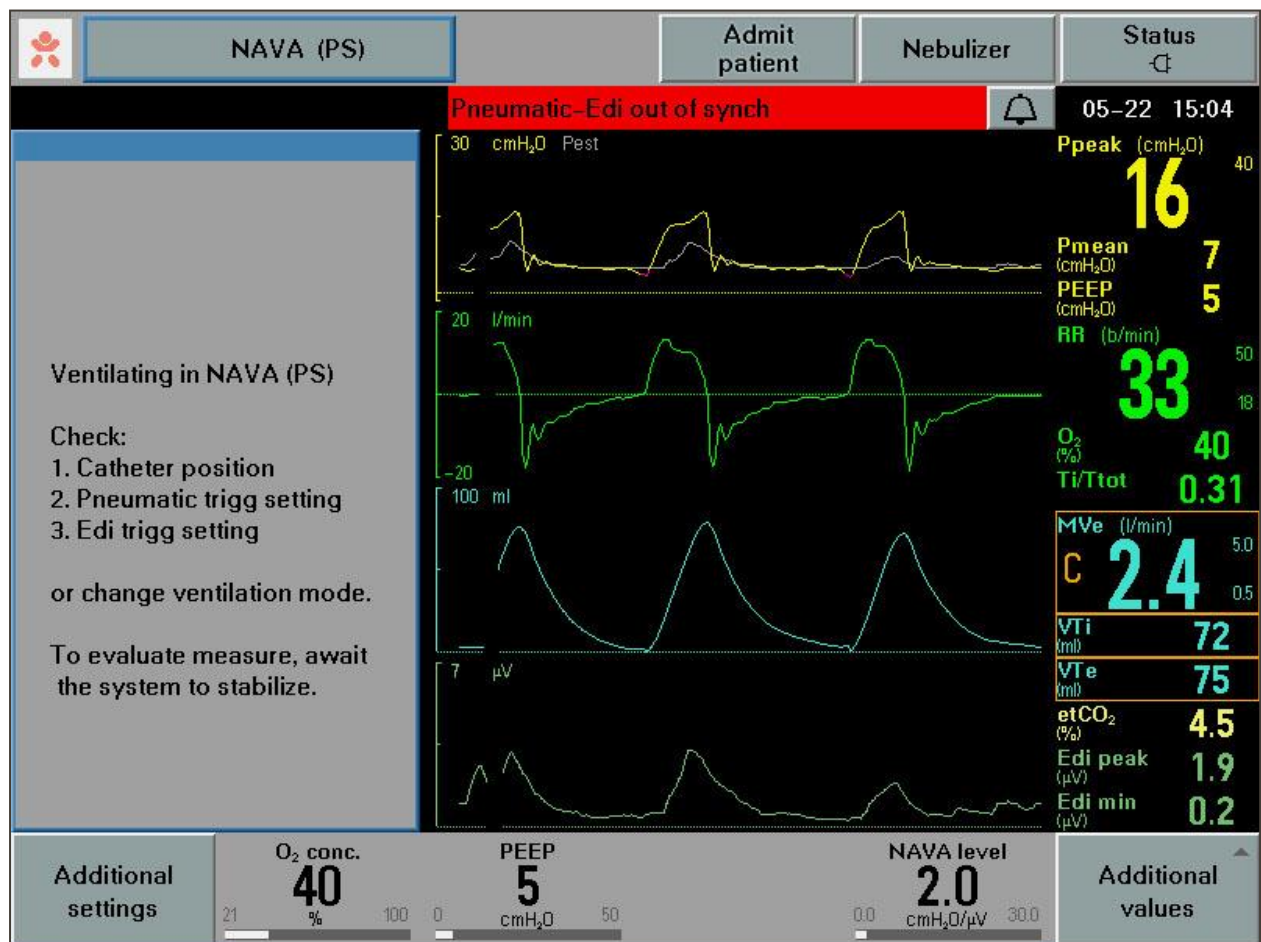 NAVA (PS)
Admit
patient
Nebulizer
Status
Pneumatic-Edi out of synch
05-22 15:04
Ventilating in NAVA (PS)
Check:
1. Catheter position
2. Pneumatic trigg setting
3. Edi trigg setting
or change ventilation mode.
To evaluate measure, await
the system to stabilize.
30 cmH₂O Pest
20 l/min
-20
100 ml
7 µV
Ppeak (cmH₂O)
16
40
Pmean
(cmH₂O)
7
PEEP
(cmH₂O)
5
RR (b/min)
33
50
18
O₂
(%)
40
Ti/Ttot
0.31
MVe (l/min)
C
2.4
5.0
0.5
VTi
(ml)
72
VTe
(ml)
75
etCO₂
(%)
4.5
Edi peak
(µV)
1.9
Edi min
(µV)
0.2
Additional
settings
O₂ conc.
40
21 % 100
PEEP
5
0 cmH₂O 50
NAVA level
2.0
0.0 cmH₂O/µV 30.0
Additional
values